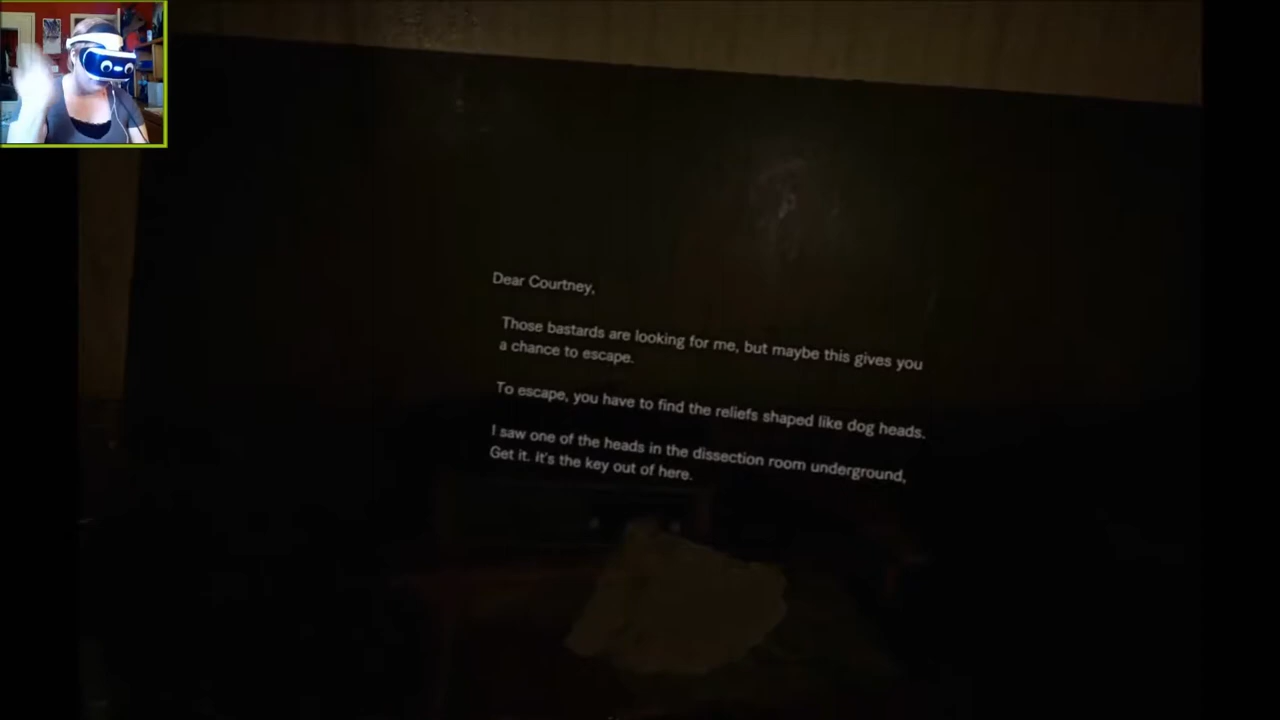 Dear Courtney,
Those bastards are looking for me, but maybe this gives you
a chance to escape.
To escape, you have to find the reliefs shaped like dog heads.
I saw one of the heads in the dissection room underground,
Get it. It's the key out of here.